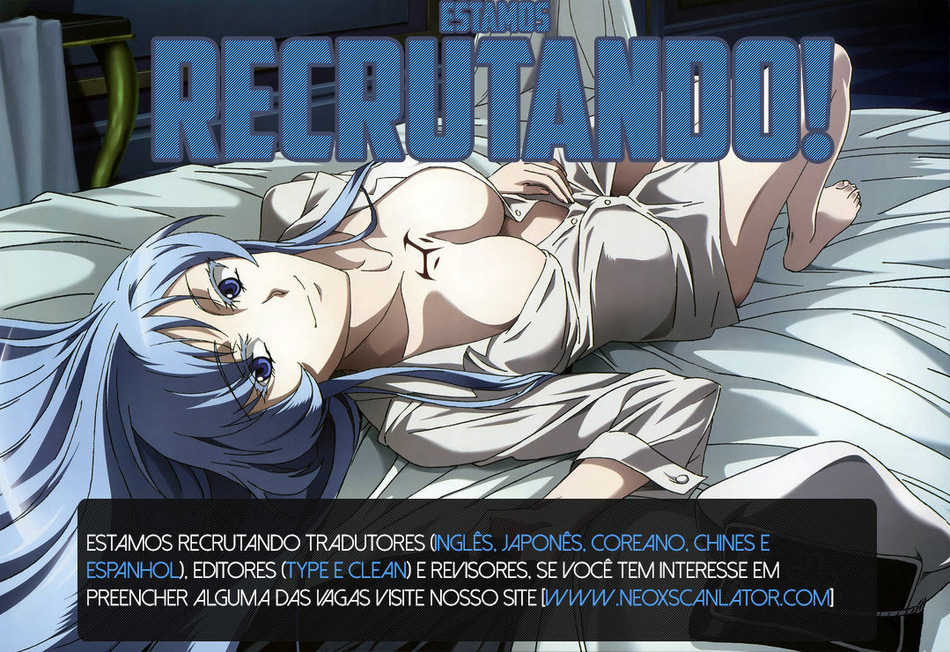 ESTAMOS
RECRUTANDO!
ESTAMOS RECRUTANDO TRADUTORES (INGLÊS, JAPONÊS, COREANO, CHINES E
ESPANHOL), EDITORES (TYPE E CLEAN) E REVISORES, SE VOCÊ TEM INTERESSE EM
PREENCHER ALGUMA DAS VAGAS VISITE NOSSO SITE [WWW.NEOXSCANLATOR.COM]